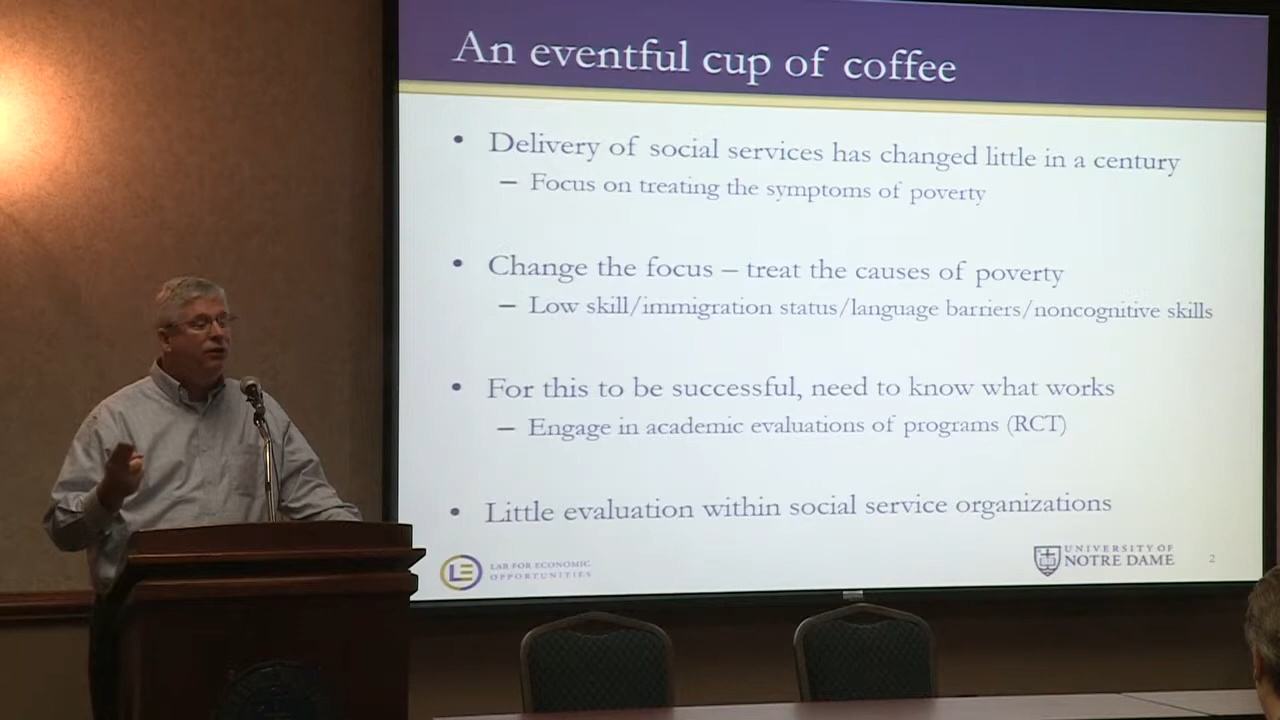 An eventful cup of coffee
• Delivery of social services has changed little in a century
– Focus on treating the symptoms of poverty
• Change the focus – treat the causes of poverty
– Low skill/immigration status/language barriers/noncognitive skills
• For this to be successful, need to know what works
– Engage in academic evaluations of programs (RCT)
• Little evaluation within social service organizations
LE
LAB FOR ECONOMIC
OPPORTUNITIES
UNIVERSITY OF
NOTRE DAME
2